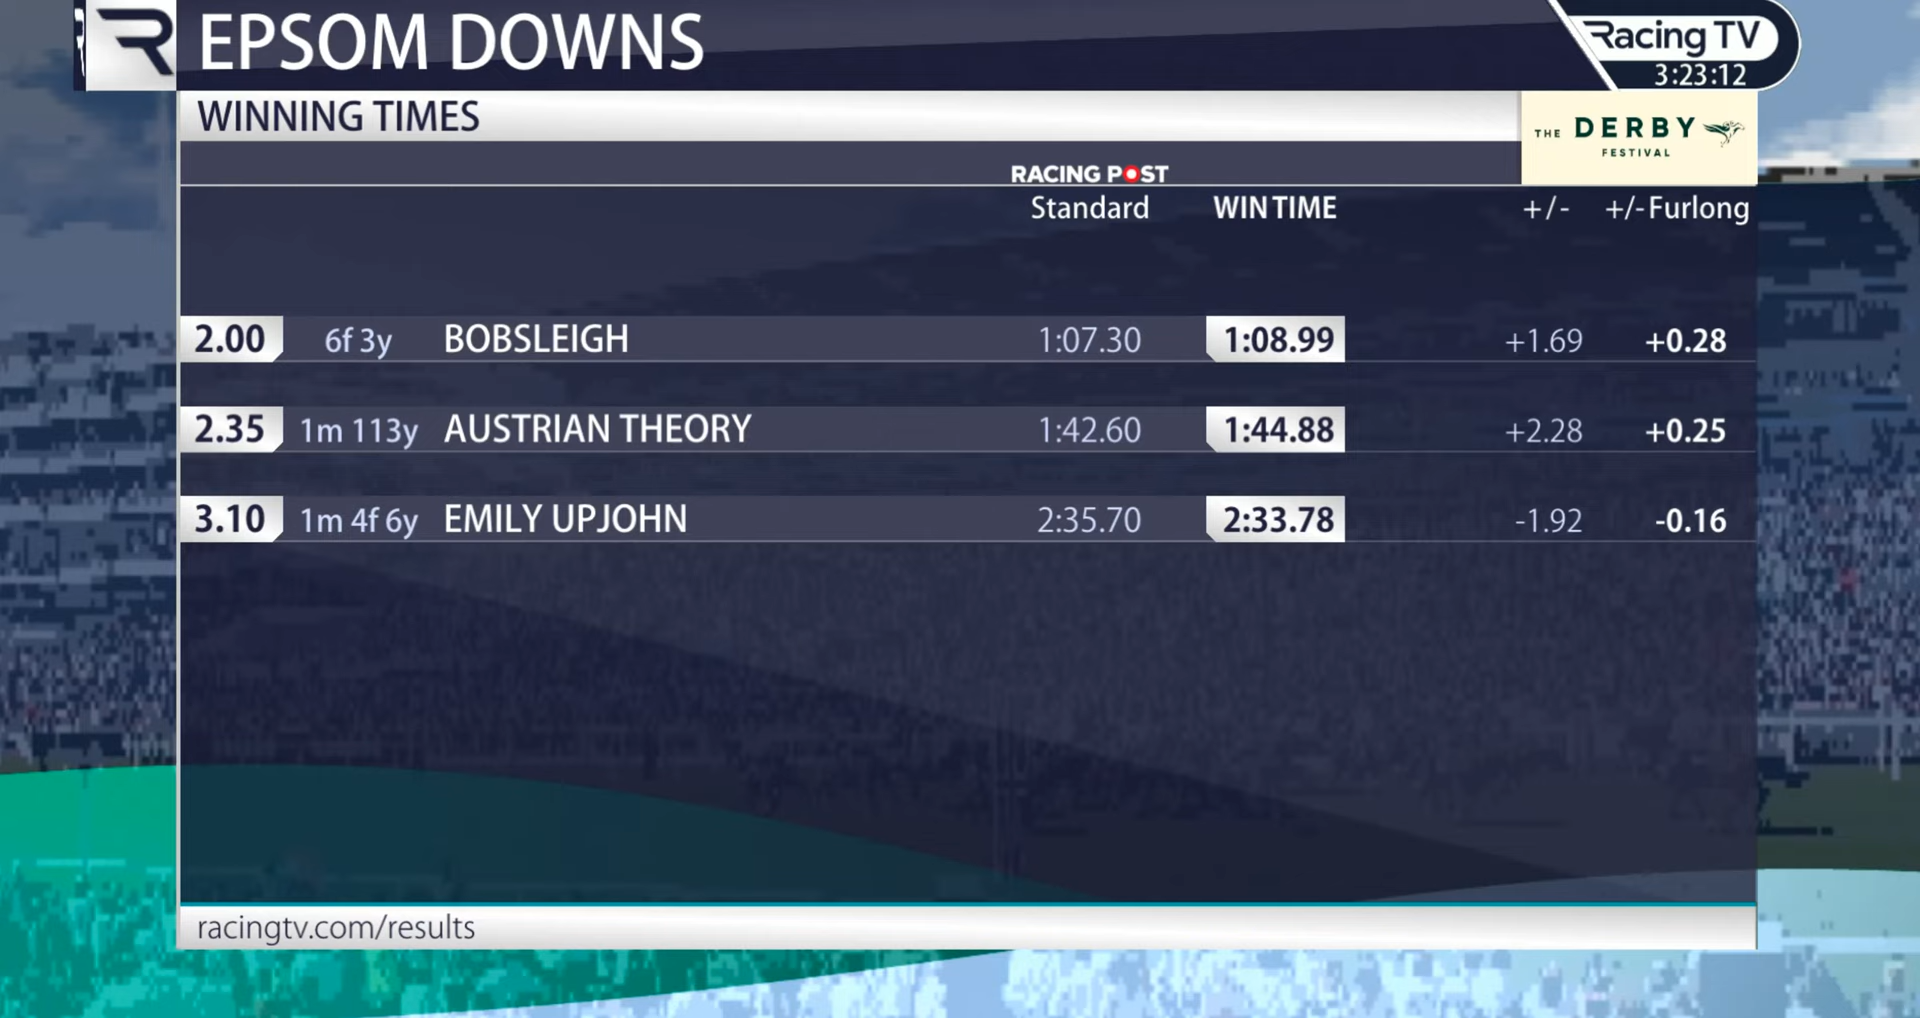 EPSOM DOWNS
Racing TV
3:23:12
WINNING TIMES
THE DERBY
FESTIVAL
RACING POST
Standard WIN TIME +/- +/- Furlong
2.00 6f 3y BOBSLEIGH 1:07.30 1:08.99 +1.69 +0.28
2.35 1m 113y AUSTRIAN THEORY 1:42.60 1:44.88 +2.28 +0.25
3.10 1m 4f 6y EMILY UPJOHN 2:35.70 2:33.78 -1.92 -0.16
racingtv.com/results